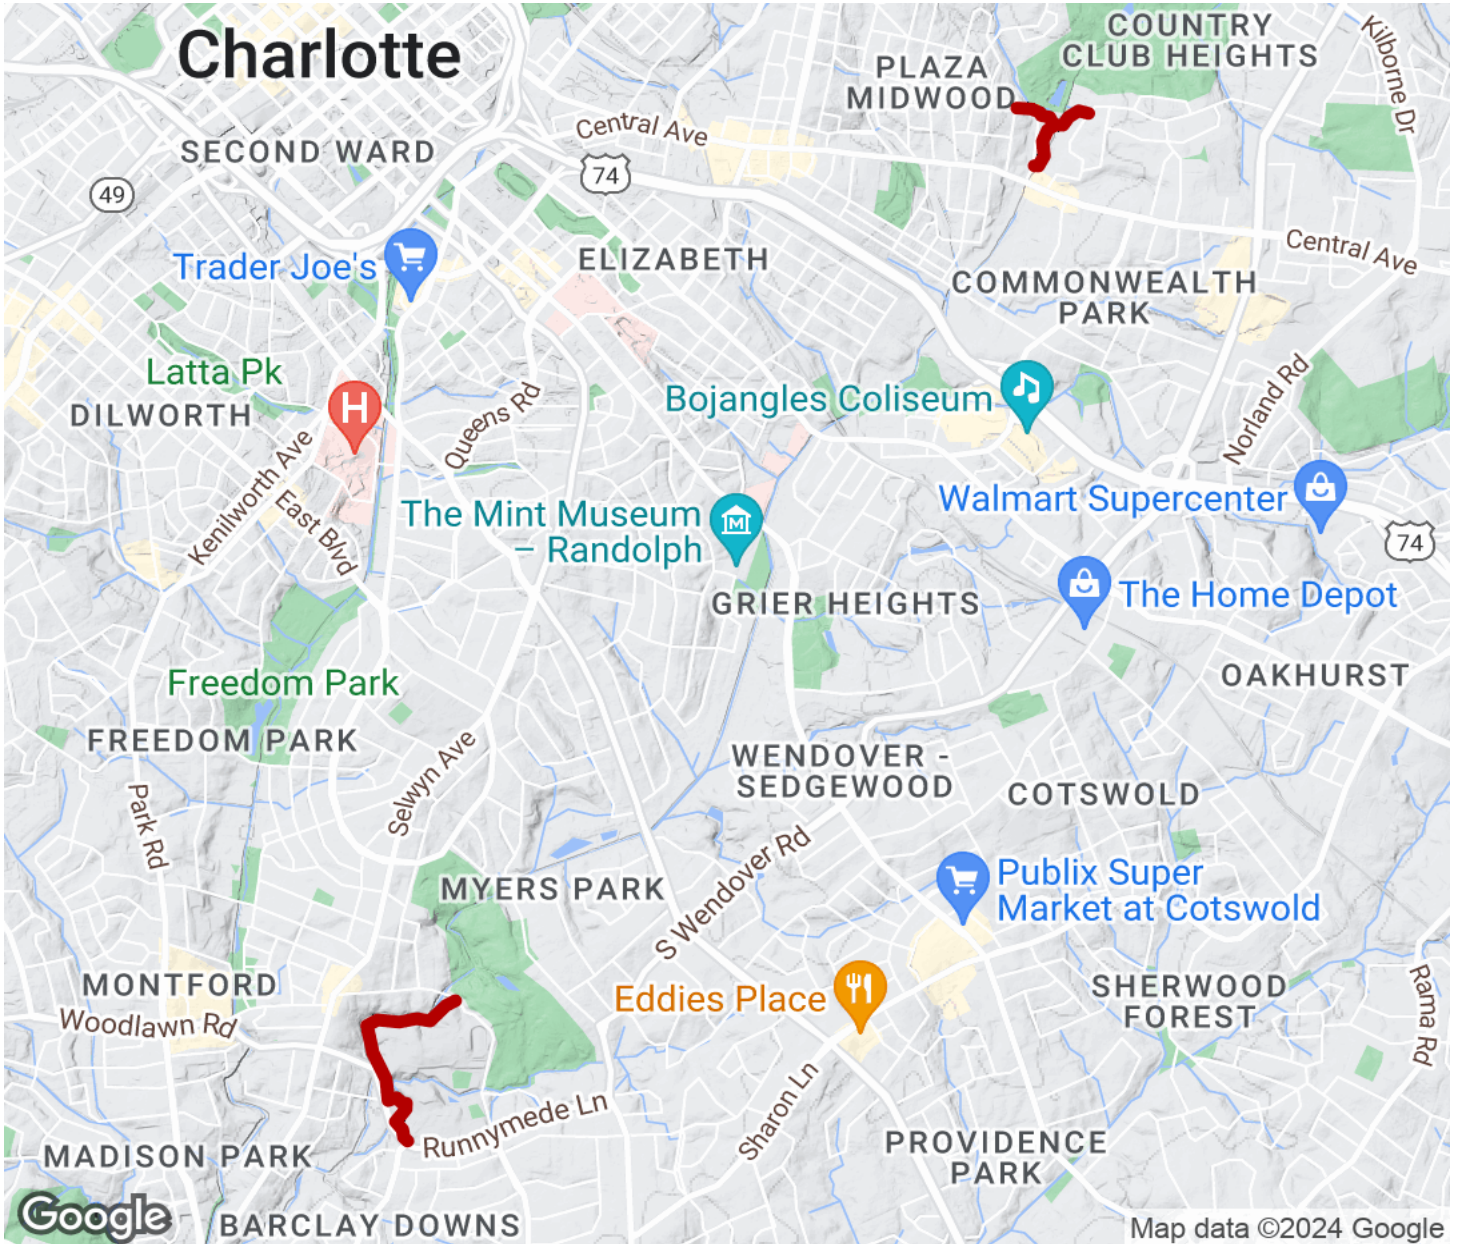 COUNTRY
CLUB HEIGHTS
Kilborne Dr
Charlotte
PLAZA
MIDWOOD
Central Ave
SECOND WARD
74
49
ELIZABETH
Central Ave
Trader Joe's
COMMONWEALTH
PARK
Latta Pk
DILWORTH
H
Queens Rd
Bojangles Coliseum
Norland Rd
Kenilworth Ave
East Blvd
The Mint Museum
– Randolph
M
Walmart Supercenter
74
GRIER HEIGHTS
The Home Depot
Freedom Park
OAKHURST
FREEDOM PARK
Selwyn Ave
WENDOVER -
SEDGEWOOD
COTSWOLD
Park Rd
S Wendover Rd
MYERS PARK
Publix Super
Market at Cotswold
MONTFORD
Woodlawn Rd
Eddies Place
SHERWOOD
FOREST
Rama Rd
Sharon Ln
Runnymede Ln
MADISON PARK
PROVIDENCE
PARK
Google
BARCLAY DOWNS
Map data ©2024 Google